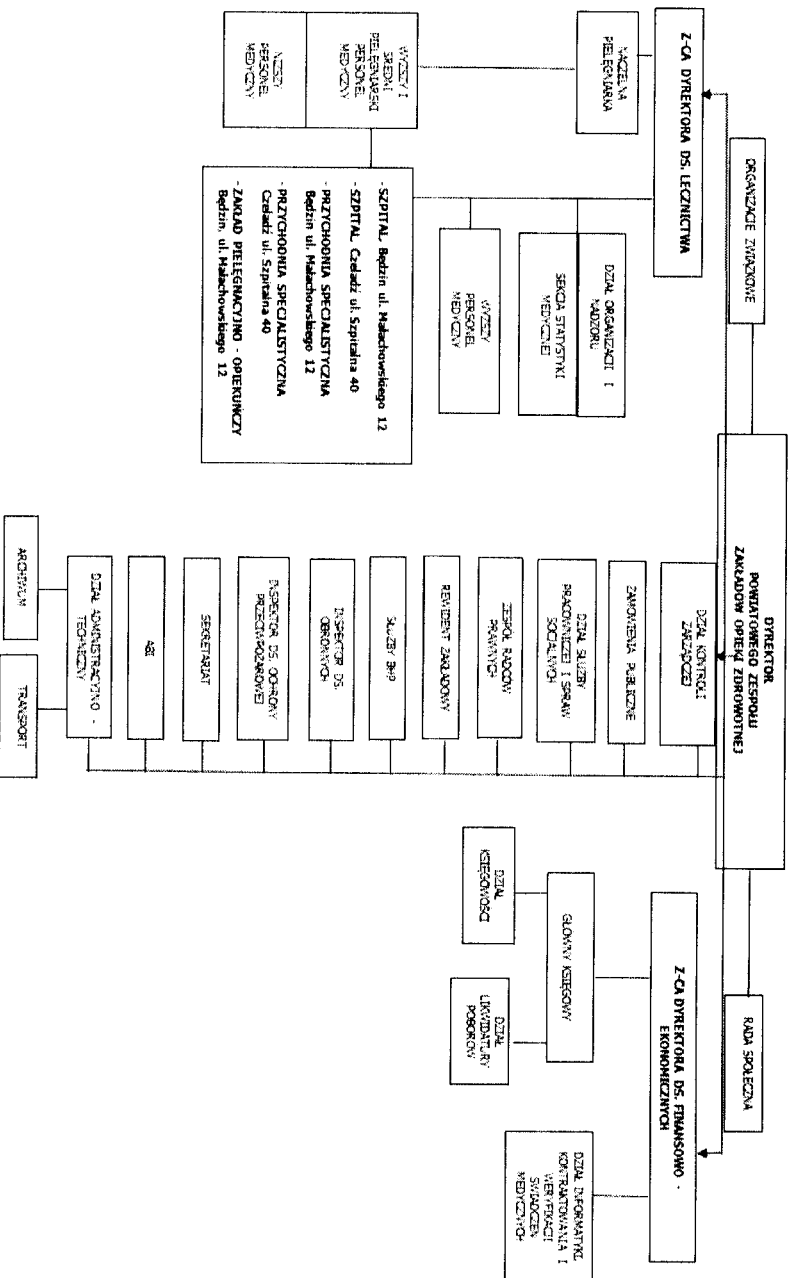 DYREKTOR
POWIATOWEGO ZESPOŁU
ZAKŁADÓW OPIEKI ZDROWOTNEJ
ORGANIZACJE ZWIĄZKOWE
RADA SPOŁECZNA
Z-CA DYREKTORA DS. LECZNICTWA
Z-CA DYREKTORA DS. FINANSOWO -
EKONOMICZNYCH
NACZELNA
PIELĘGNIARKA
WYŻSZY I
ŚREDNI
PIELĘGNIARSKI
PERSONEL
MEDYCZNY
NIŻSZY
PERSONEL
MEDYCZNY
DZIAŁ ORGANIZACJI I
NADZORU
SEKCJA STATYSTYKI
MEDYCZNEJ
WYŻSZY
PERSONEL
MEDYCZNY
- SZPITAL Będzin ul. Małachowskiego 12
- SZPITAL Czeladź ul. Szpitalna 40
- PRZYCHODNIA SPECJALISTYCZNA
Będzin ul. Małachowskiego 12
- PRZYCHODNIA SPECJALISTYCZNA
Czeladź ul. Szpitalna 40
- ZAKŁAD PIELĘGNACYJNO - OPIEKUŃCZY
Będzin, ul. Małachowskiego 12
DZIAŁ KONTROLI
ZARZĄDCZEJ
ZAMÓWIENIA PUBLICZNE
DZIAŁ SŁUŻBY
PRACOWNICZEJ I SPRAW
SOCJALNYCH
ZESPÓŁ RADCÓW
PRAWNYCH
REWIDENT ZAKŁADOWY
SŁUŻBY BHP
INSPEKTOR DS.
OBRONNYCH
INSPEKTOR DS. OCHRONY
PRZECIWPOŻAROWEJ
SEKRETARIAT
ABI
DZIAŁ ADMINISTRACYJNO -
TECHNICZNY
ARCHIWUM
TRANSPORT
GŁÓWNY KSIĘGOWY
DZIAŁ
KSIĘGOWOŚCI
DZIAŁ
LIKWIDATURY
POBORÓW
DZIAŁ INFORMATYKI,
KONTRAKTOWANIA I
WERYFIKACJI
ŚWIADCZEŃ
MEDYCZNYCH